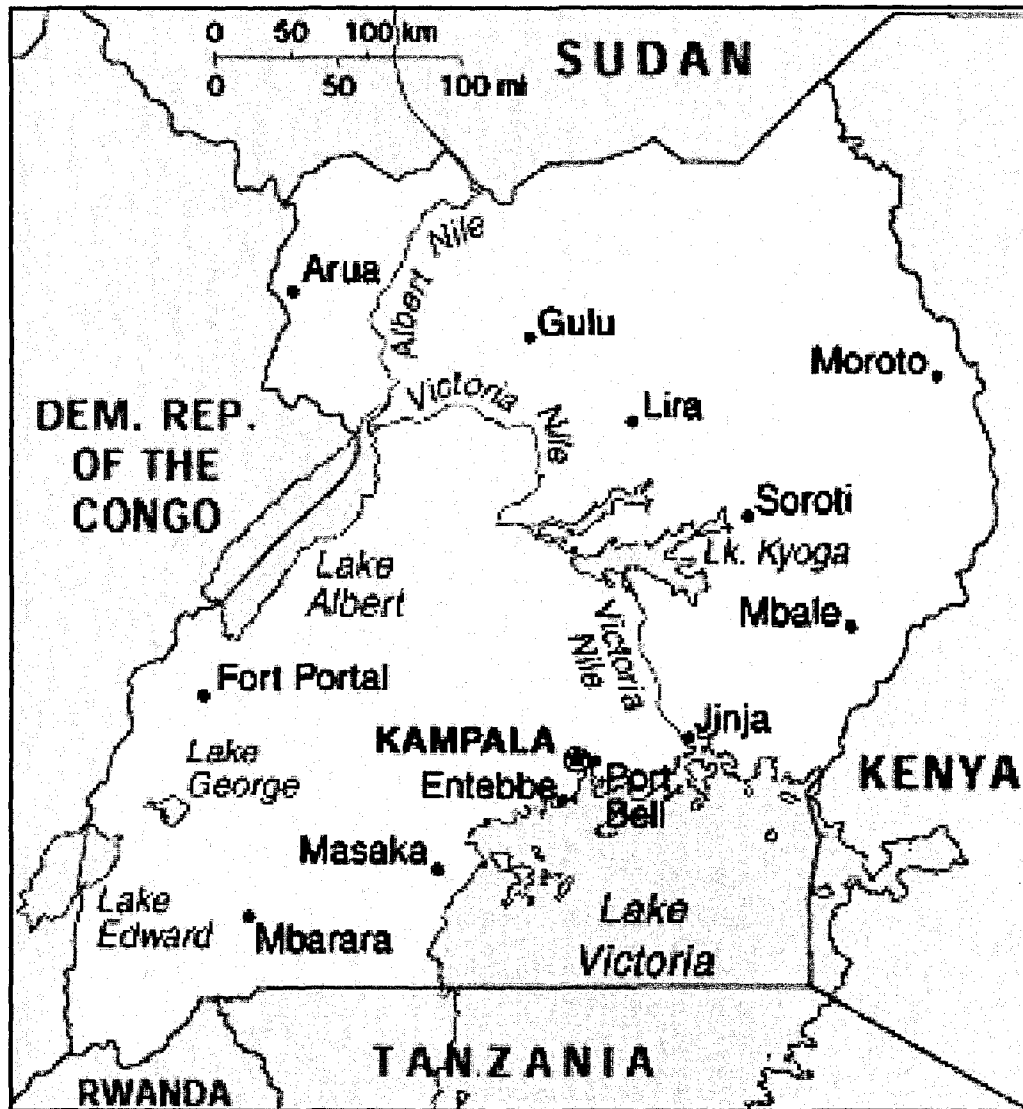 0 50 100 km
0 50 100 mi
SUDAN
Albert Nile
Arua
Gulu
Moroto
Victoria Nile
Lira
DEM. REP.
OF THE
CONGO
Soroti
Lk. Kyoga
Lake
Albert
Mbale
Victoria
Nile
Fort Portal
Jinja
KAMPALA
Lake
George
Entebbe
Port
Bell
KENYA
Masaka
Lake
Edward
Mbarara
Lake
Victoria
TANZANIA
RWANDA